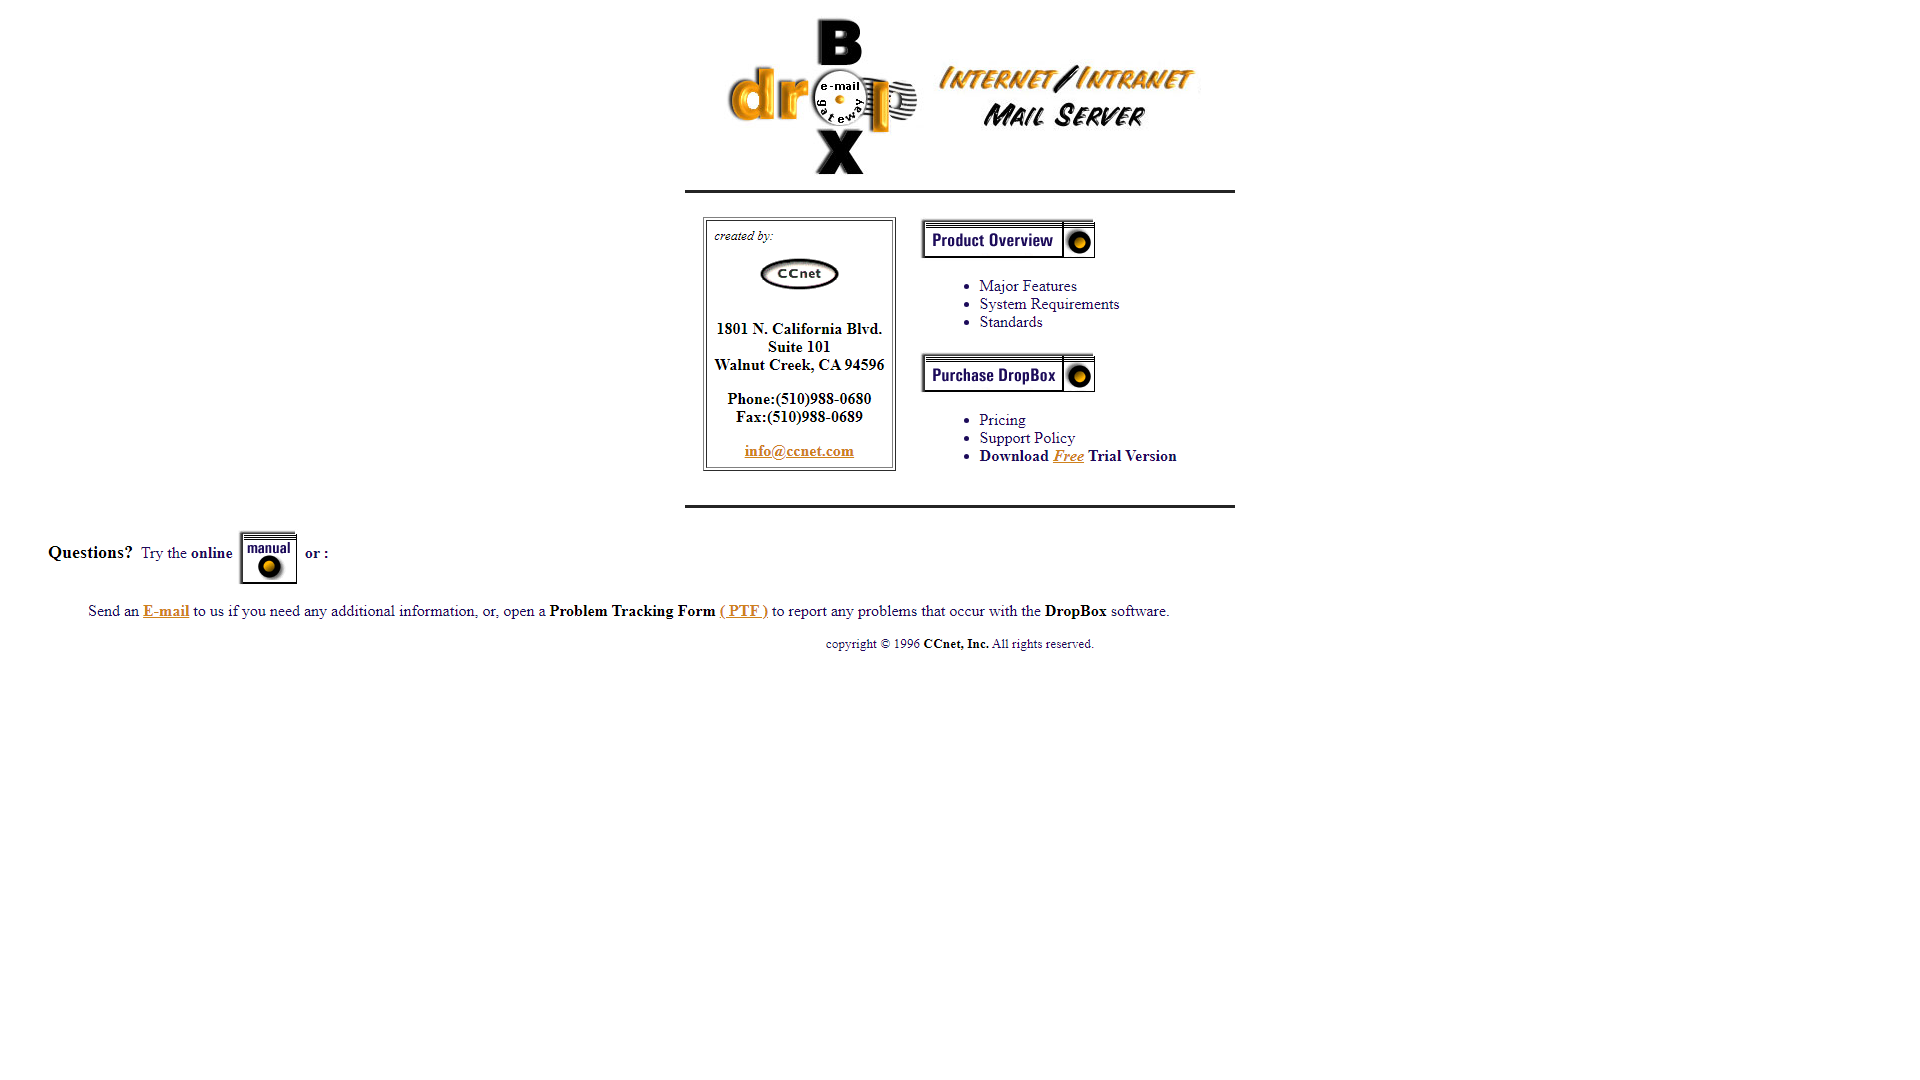 drop BOX
e-mail gateway
INTERNET/INTRANET
MAIL SERVER
created by:
CCnet
1801 N. California Blvd.
Suite 101
Walnut Creek, CA 94596
Phone:(510)988-0680
Fax:(510)988-0689
info@ccnet.com
Product Overview
Major Features
System Requirements
Standards
Purchase DropBox
Pricing
Support Policy
Download Free Trial Version
Questions? Try the online manual or :
Send an E-mail to us if you need any additional information, or, open a Problem Tracking Form ( PTF ) to report any problems that occur with the DropBox software.
copyright © 1996 CCnet, Inc. All rights reserved.